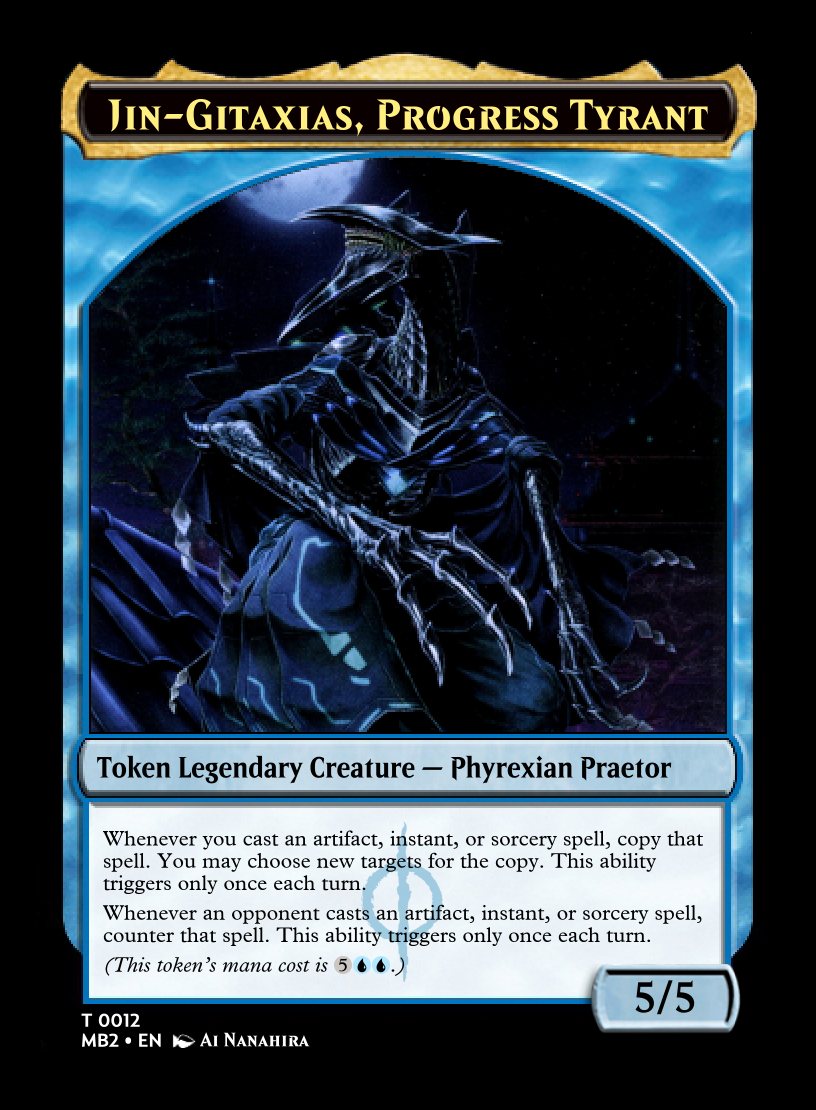 Jin-Gitaxias, Progress Tyrant
Token Legendary Creature — Phyrexian Praetor
Whenever you cast an artifact, instant, or sorcery spell, copy that
spell. You may choose new targets for the copy. This ability
triggers only once each turn.
Whenever an opponent casts an artifact, instant, or sorcery spell,
counter that spell. This ability triggers only once each turn.
(This token's mana cost is 5.)
5/5
T 0012
MB2 • EN Ai Nanahira